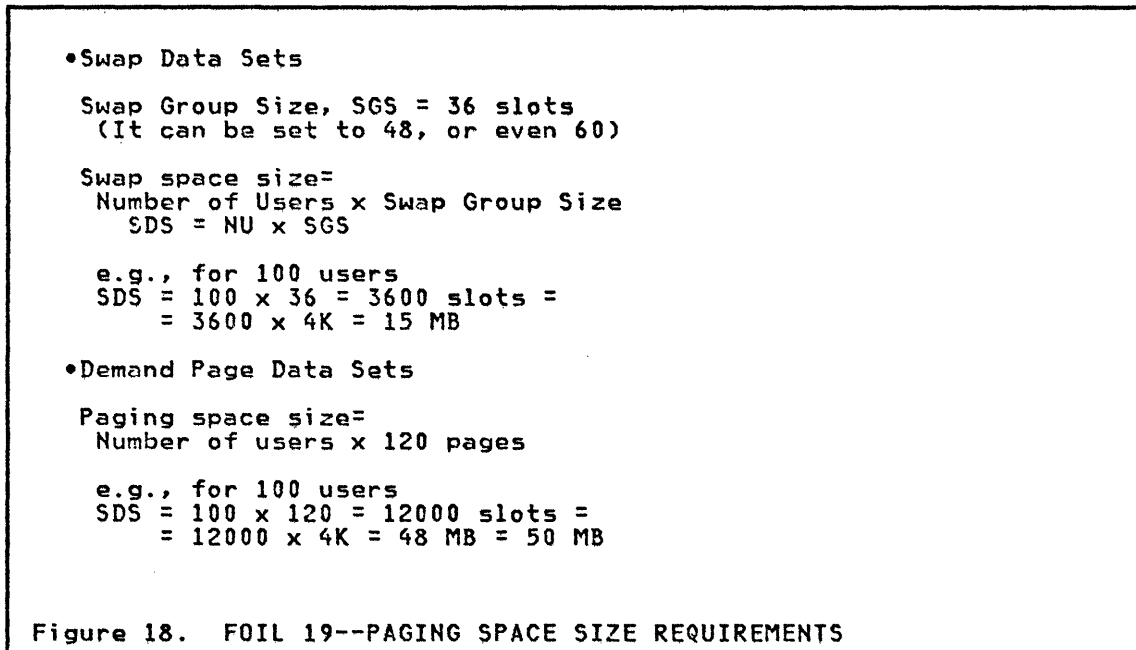 •Swap Data Sets
Swap Group Size, SGS = 36 slots
(It can be set to 48, or even 60)
Swap space size=
Number of Users x Swap Group Size
SDS = NU x SGS
e.g., for 100 users
SDS = 100 x 36 = 3600 slots =
= 3600 x 4K = 15 MB
•Demand Page Data Sets
Paging space size=
Number of users x 120 pages
e.g., for 100 users
SDS = 100 x 120 = 12000 slots =
= 12000 x 4K = 48 MB = 50 MB
Figure 18. FOIL 19--PAGING SPACE SIZE REQUIREMENTS